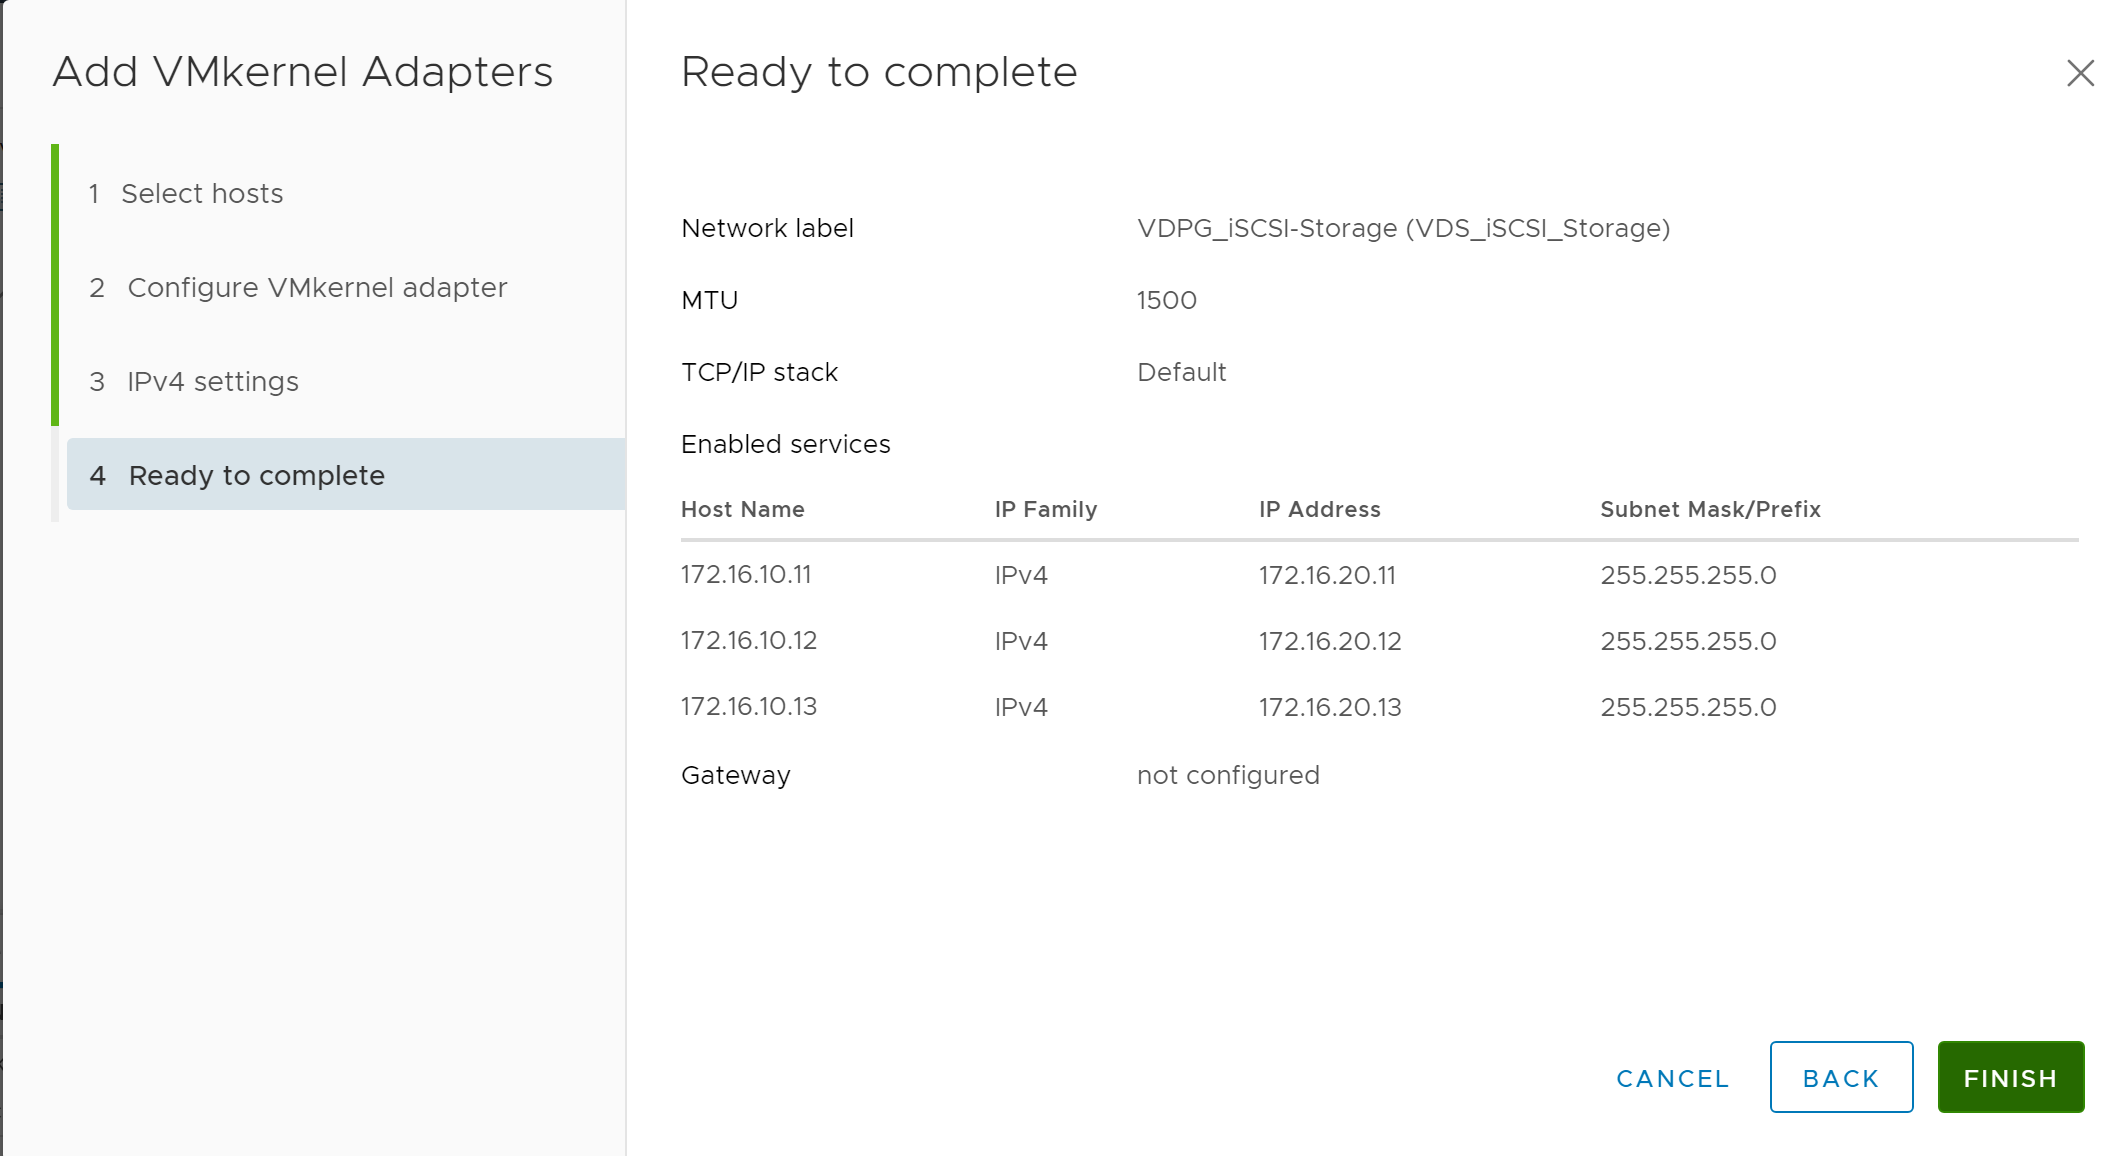 Add VMkernel Adapters
1 Select hosts
2 Configure VMkernel adapter
3 IPv4 settings
4 Ready to complete
Ready to complete
Network label VDPG_iSCSI-Storage (VDS_iSCSI_Storage)
MTU 1500
TCP/IP stack Default
Enabled services
Host Name IP Family IP Address Subnet Mask/Prefix
172.16.10.11 IPv4 172.16.20.11 255.255.255.0
172.16.10.12 IPv4 172.16.20.12 255.255.255.0
172.16.10.13 IPv4 172.16.20.13 255.255.255.0
Gateway not configured
CANCEL BACK FINISH